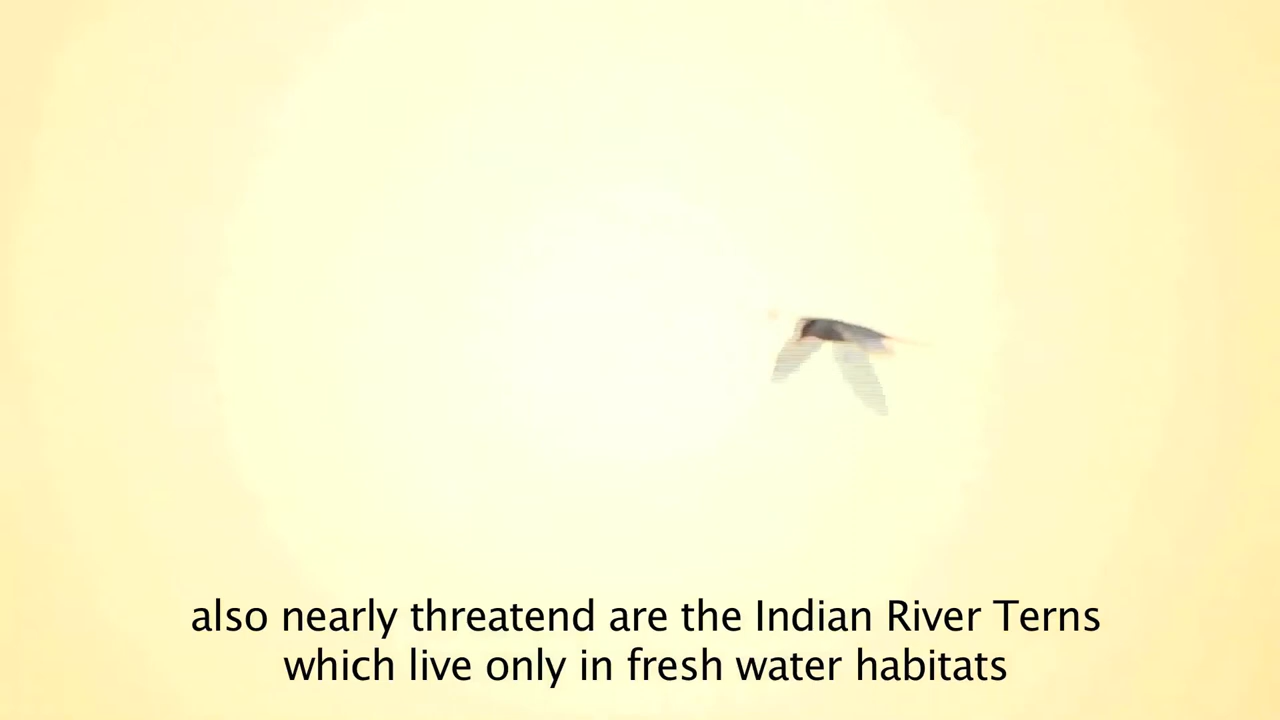 also nearly threatend are the Indian River Terns
which live only in fresh water habitats